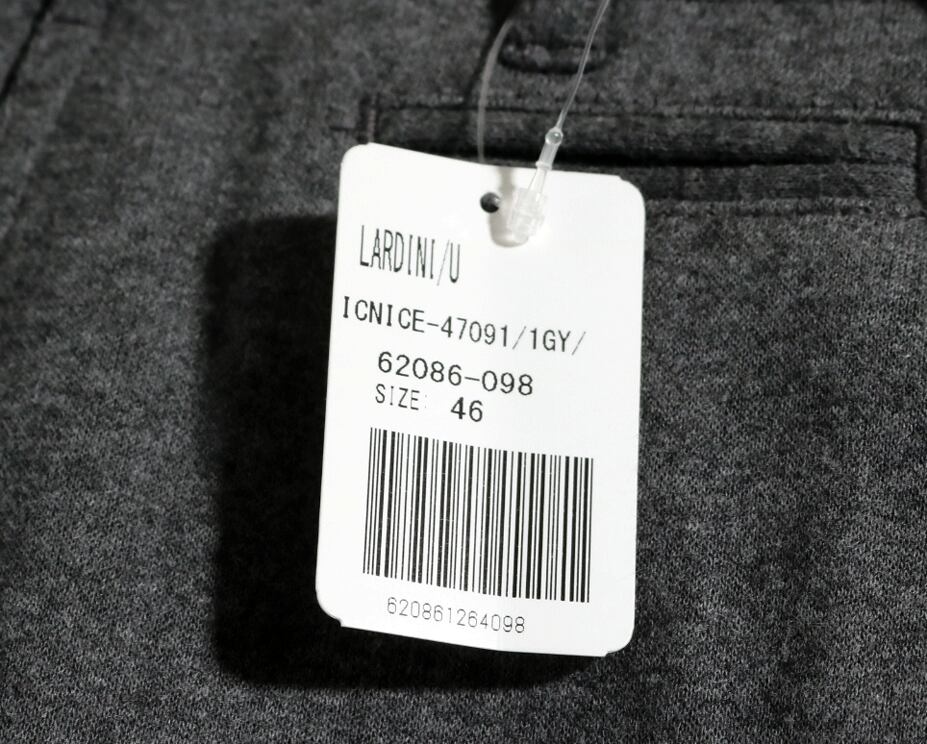 LARDINI/U
ICNICE-47091/1GY/
62086-098
SIZE: 46
620861264098